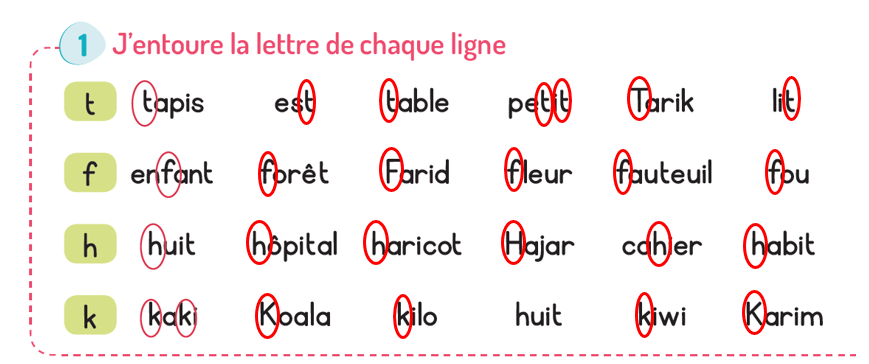 1 J'entoure la lettre de chaque ligne
t tapis est table petit Tarik lit
f enfant forêt Farid fleur fauteuil fou
h huit hôpital haricot Hajar cahier habit
k kaki Koala kilo huit kiwi Karim